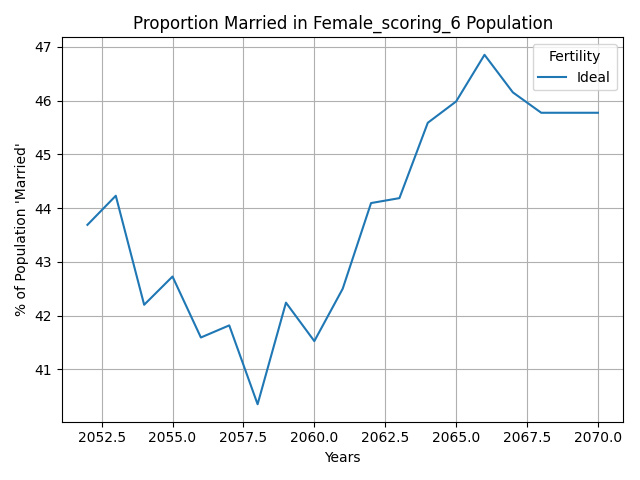 Proportion Married in Female_scoring_6 Population
Fertility
Ideal
% of Population 'Married'
47
46
45
44
43
42
41
2052.5 2055.0 2057.5 2060.0 2062.5 2065.0 2067.5 2070.0
Years